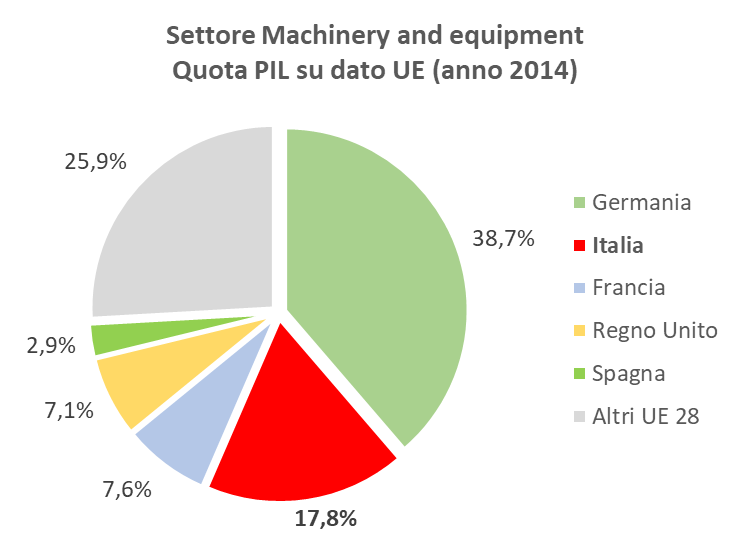 Settore Machinery and equipment
Quota PIL su dato UE (anno 2014)
25,9%
38,7%
2,9%
7,1%
7,6%
17,8%
Germania
Italia
Francia
Regno Unito
Spagna
Altri UE 28